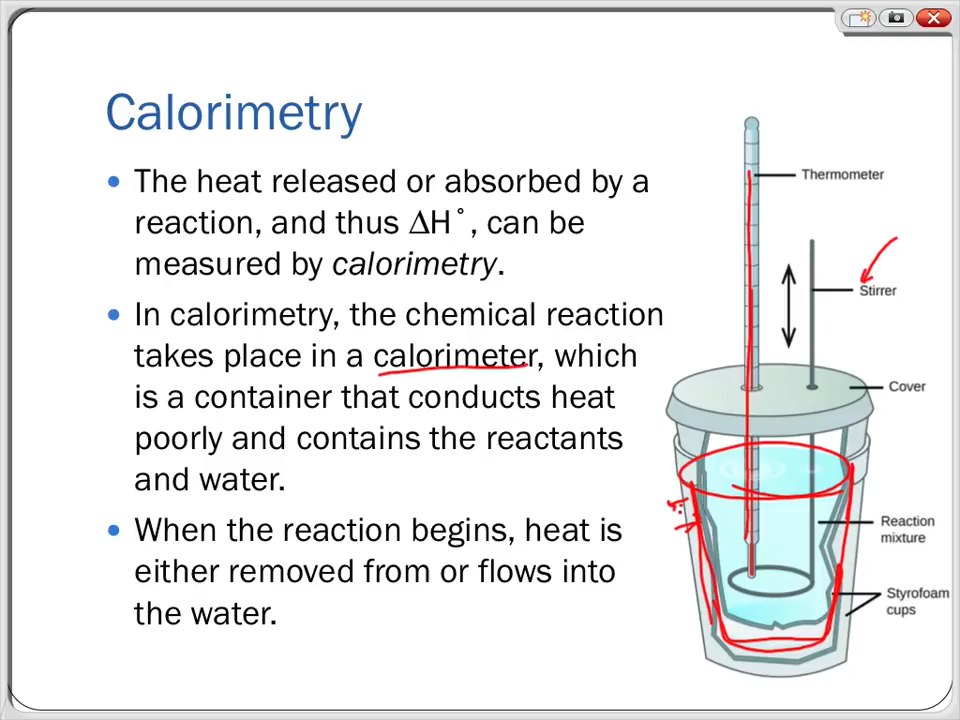 Calorimetry
• The heat released or absorbed by a
reaction, and thus ΔH°, can be
measured by calorimetry.
• In calorimetry, the chemical reaction
takes place in a calorimeter, which
is a container that conducts heat
poorly and contains the reactants
and water.
• When the reaction begins, heat is
either removed from or flows into
the water.
Thermometer
Stirrer
Cover
Reaction
mixture
Styrofoam
cups